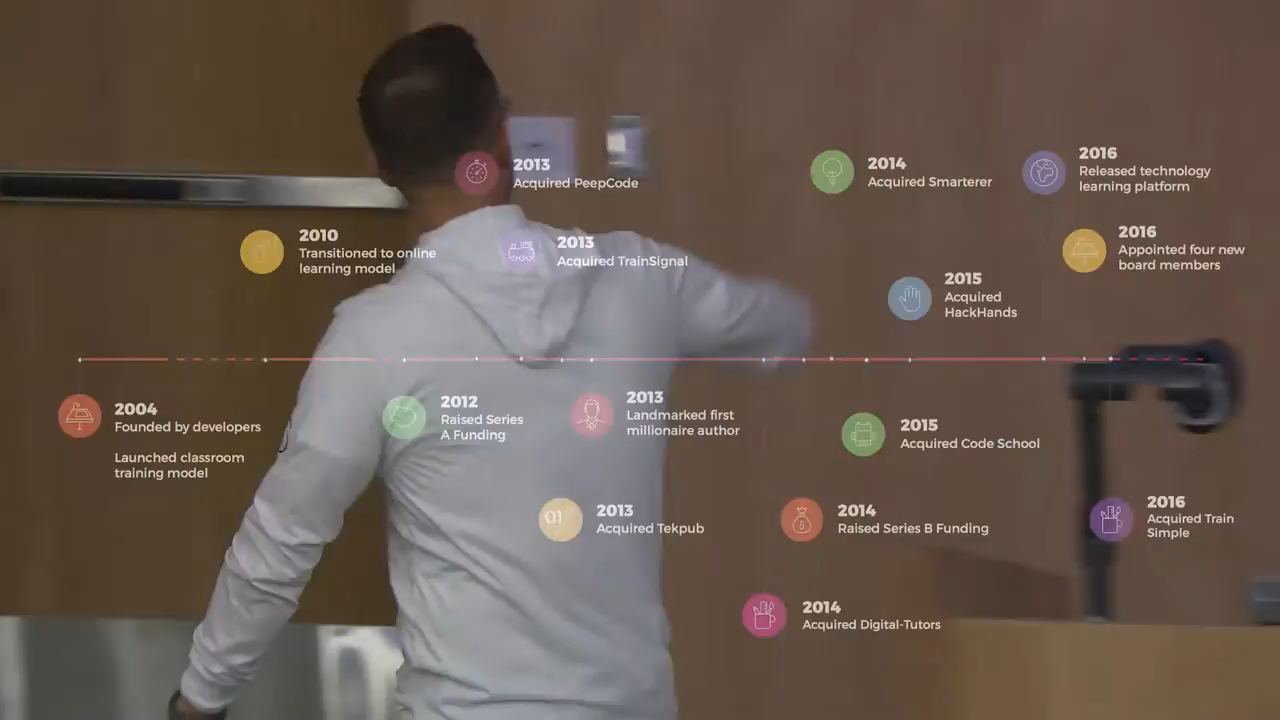 2013
Acquired PeepCode
2014
Acquired Smarterer
2016
Released technology
learning platform
2010
Transitioned to online
learning model
2013
Acquired TrainSignal
2016
Appointed four new
board members
2015
Acquired
HackHands
2004
Founded by developers
Launched classroom
training model
2012
Raised Series
A Funding
2013
Landmarked first
millionaire author
2015
Acquired Code School
2013
Acquired Tekpub
2014
Raised Series B Funding
2016
Acquired Train
Simple
2014
Acquired Digital-Tutors